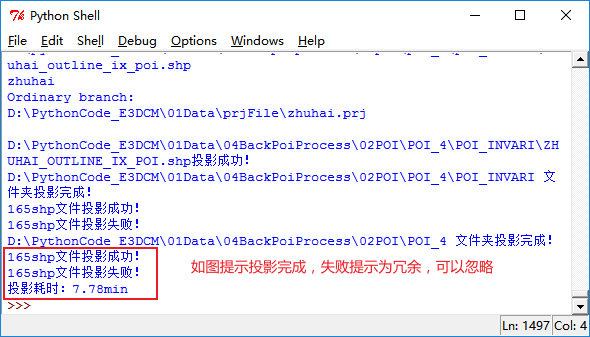 Python Shell
File Edit Shell Debug Options Windows Help
uhai_outline_ix_poi.shp
zhuhai
Ordinary branch:
D:\PythonCode_E3DCM\01Data\prjFile\zhuhai.prj
D:\PythonCode_E3DCM\01Data\04BackPoiProcess\02POI\POI_4\POI_INVARI\ZH
UHAI_OUTLINE_IX_POI.shp投影成功!
D:\PythonCode_E3DCM\01Data\04BackPoiProcess\02POI\POI_4\POI_INVARI 文
件夹投影完成!
165shp文件投影成功!
165shp文件投影失败!
D:\PythonCode_E3DCM\01Data\04BackPoiProcess\02POI\POI_4 文件夹投影完成!
165shp文件投影成功!
165shp文件投影失败!
如图提示投影完成，失败提示为冗余，可以忽略
投影耗时：7.78min
>>>
Ln: 1497 Col: 4